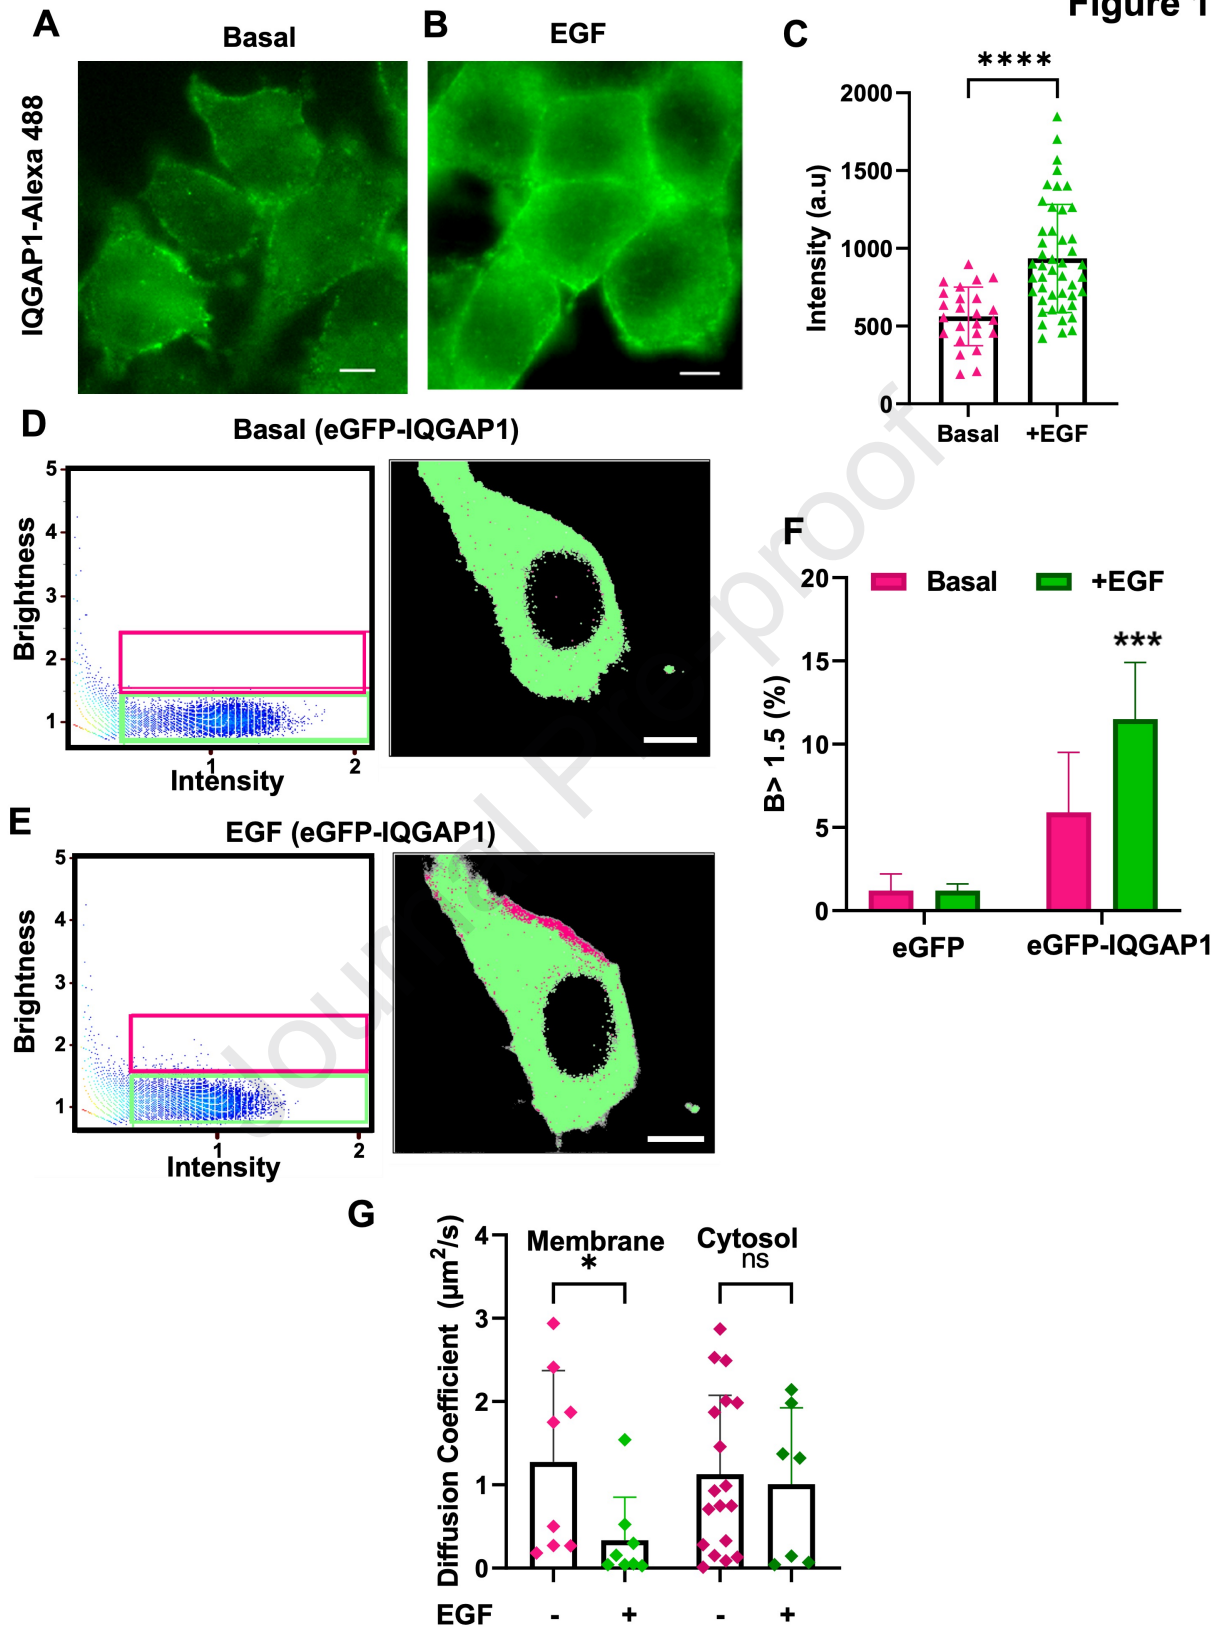 Figure 1
A
Basal
B
EGF
C
IQGAP1-Alexa 488
****
2000
1500
1000
500
0
Intensity (a.u)
Basal
+EGF
D
Basal (eGFP-IQGAP1)
5
4
3
2
1
Brightness
1
2
Intensity
E
EGF (eGFP-IQGAP1)
5
4
3
2
1
Brightness
1
2
Intensity
F
Basal
+EGF
***
20
15
10
5
0
B> 1.5 (%)
eGFP
eGFP-IQGAP1
G
Membrane
Cytosol
*
ns
4
3
2
1
0
Diffusion Coefficient (µm²/s)
EGF
-
+
-
+
Journal Pre-proof